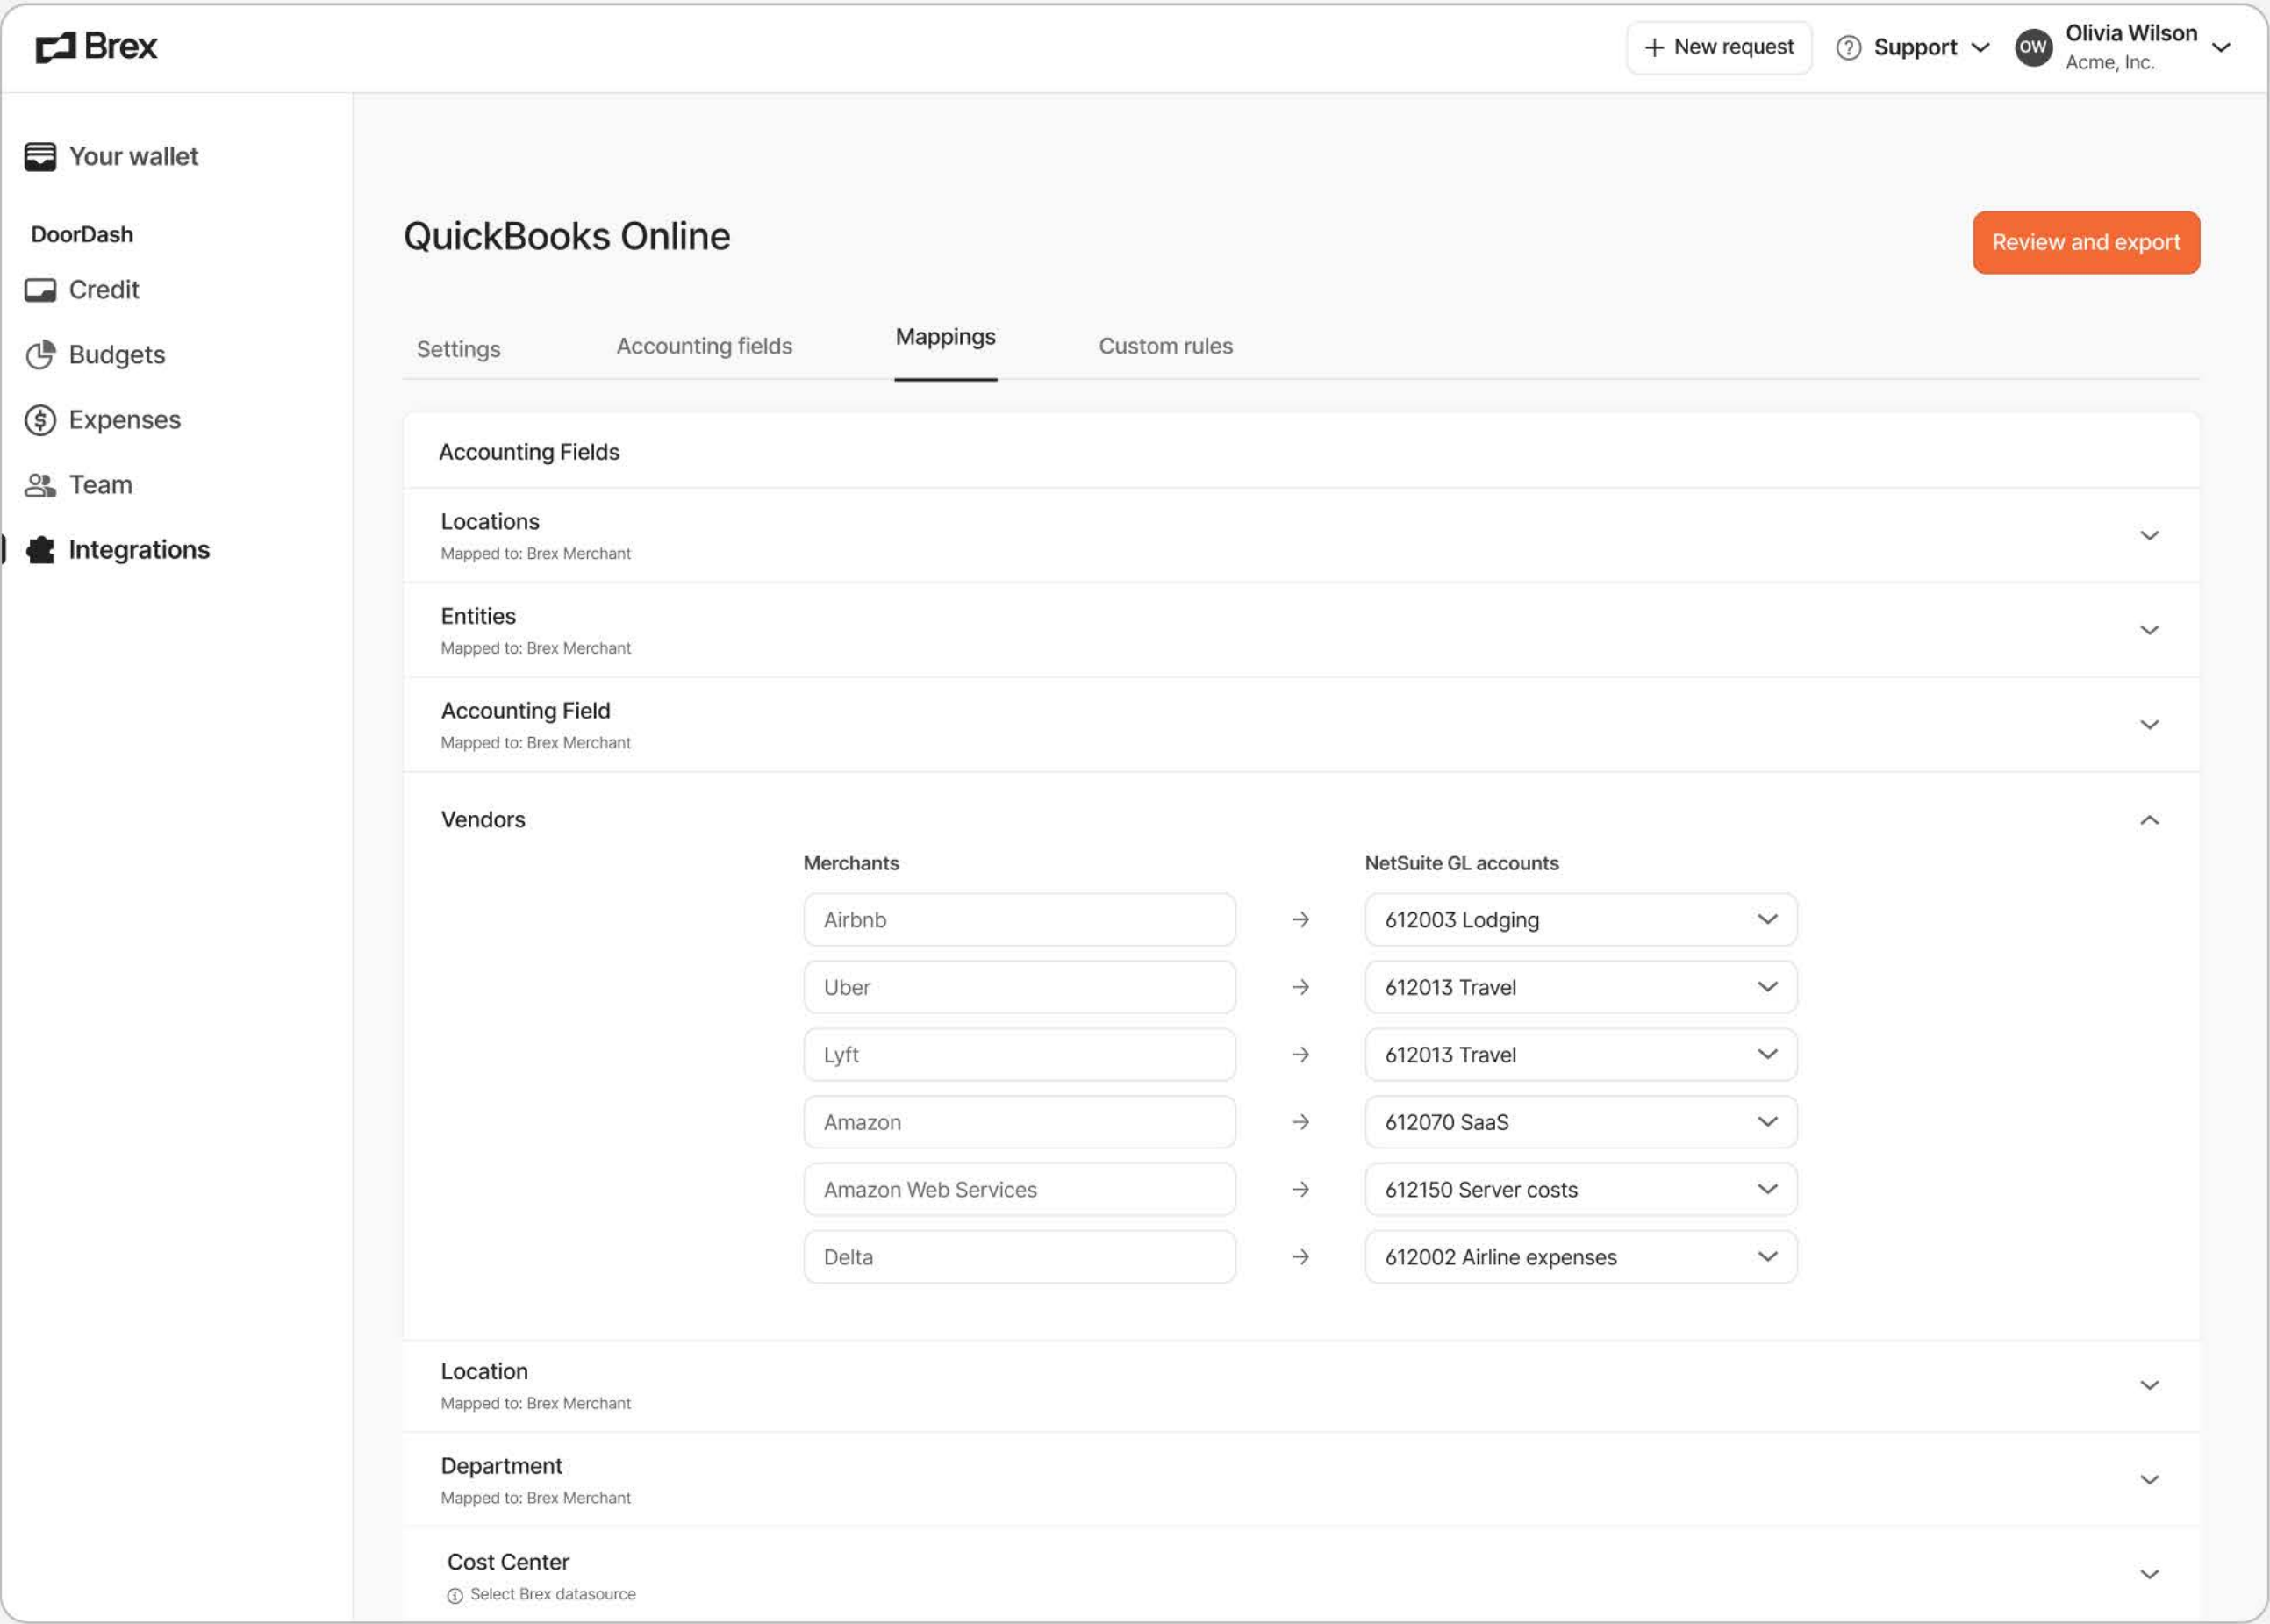 Brex
New request
Support
OW
Olivia Wilson
Acme, Inc.
Your wallet
DoorDash
Credit
Budgets
Expenses
Team
Integrations
QuickBooks Online
Review and export
Settings
Accounting fields
Mappings
Custom rules
Accounting Fields
Locations
Mapped to: Brex Merchant
Entities
Mapped to: Brex Merchant
Accounting Field
Mapped to: Brex Merchant
Vendors
Merchants
NetSuite GL accounts
Airbnb
612003 Lodging
Uber
612013 Travel
Lyft
612013 Travel
Amazon
612070 SaaS
Amazon Web Services
612150 Server costs
Delta
612002 Airline expenses
Location
Mapped to: Brex Merchant
Department
Mapped to: Brex Merchant
Cost Center
Select Brex datasource